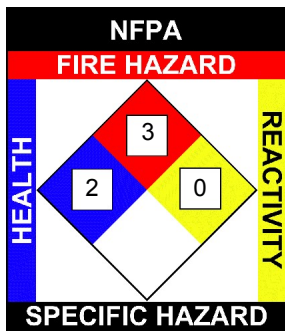 NFPA
FIRE HAZARD
HEALTH
3
2
0
REACTIVITY
SPECIFIC HAZARD